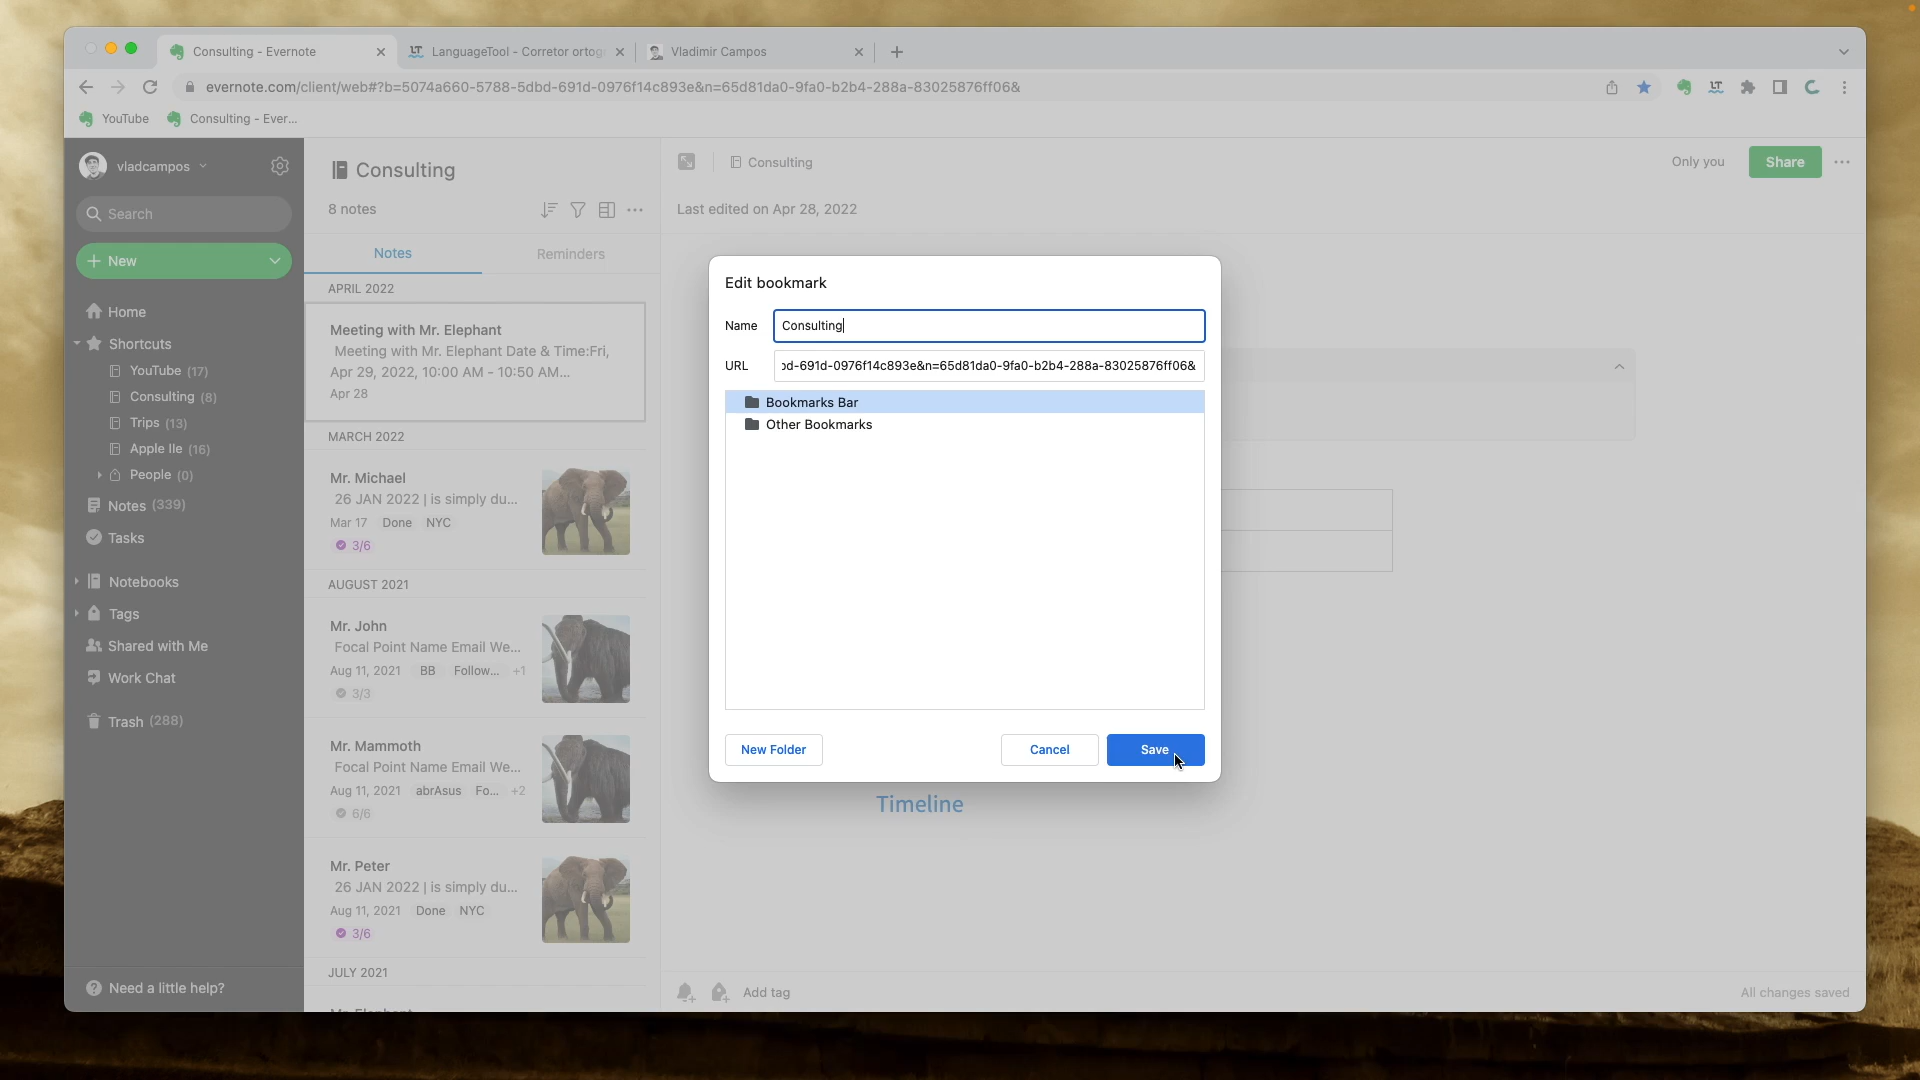 Consulting - Evernote
LanguageTool - Corretor ortog
Vladimir Campos
evernote.com/client/web#?b=5074a660-5788-5dbd-691d-0976f14c893e&n=65d81da0-9fa0-b2b4-288a-83025876ff06&
YouTube
Consulting - Ever...
vladcampos
Search
New
Home
Shortcuts
YouTube (17)
Consulting (8)
Trips (13)
Apple IIe (16)
People (0)
Notes (339)
Tasks
Notebooks
Tags
Shared with Me
Work Chat
Trash (288)
Need a little help?
Consulting
8 notes
Notes
Reminders
APRIL 2022
Meeting with Mr. Elephant
Meeting with Mr. Elephant Date & Time:Fri,
Apr 29, 2022, 10:00 AM - 10:50 AM...
Apr 28
MARCH 2022
Mr. Michael
26 JAN 2022 | is simply du...
Mar 17 Done NYC
3/6
AUGUST 2021
Mr. John
Focal Point Name Email We...
Aug 11, 2021 BB Follow... +1
3/3
Mr. Mammoth
Focal Point Name Email We...
Aug 11, 2021 abrAsus Fo... +2
6/6
Mr. Peter
26 JAN 2022 | is simply du...
Aug 11, 2021 Done NYC
3/6
JULY 2021
Consulting
Only you
Share
Last edited on Apr 28, 2022
Edit bookmark
Name
Consulting
URL
bd-691d-0976f14c893e&n=65d81da0-9fa0-b2b4-288a-83025876ff06&
Bookmarks Bar
Other Bookmarks
New Folder
Cancel
Save
Timeline
Add tag
All changes saved